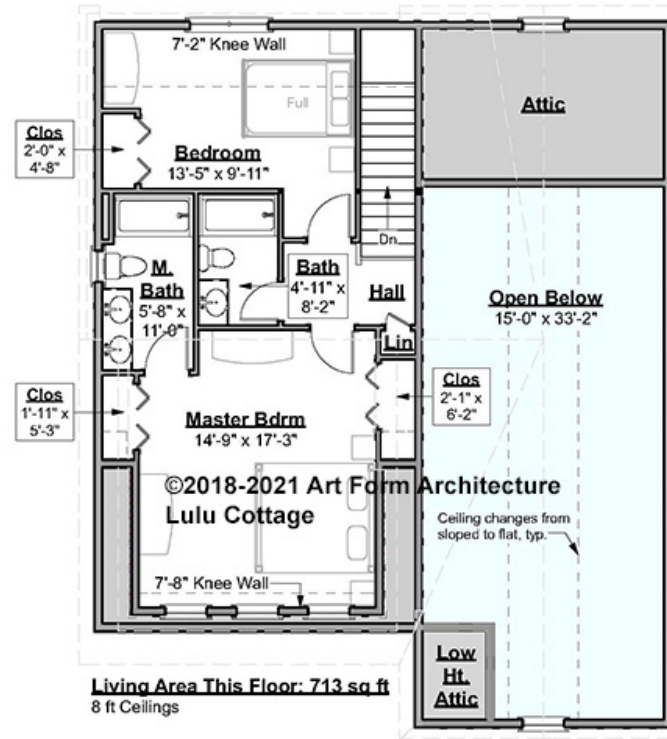 7'-2" Knee Wall
Full
Attic
Clos
2'-0" x
4'-8"
Bedroom
13'-5" x 9'-11"
Dn
M.
Bath
5'-8" x
11'-0"
Bath
4'-11" x
8'-2"
Hall
Lin
Open Below
15'-0" x 33'-2"
Clos
1'-11" x
5'-3"
Clos
2'-1" x
6'-2"
Master Bdrm
14'-9" x 17'-3"
©2018-2021 Art Form Architecture
Lulu Cottage
Ceiling changes from
sloped to flat, typ.
7'-8" Knee Wall
Low
Ht.
Attic
Living Area This Floor: 713 sq ft
8 ft Ceilings